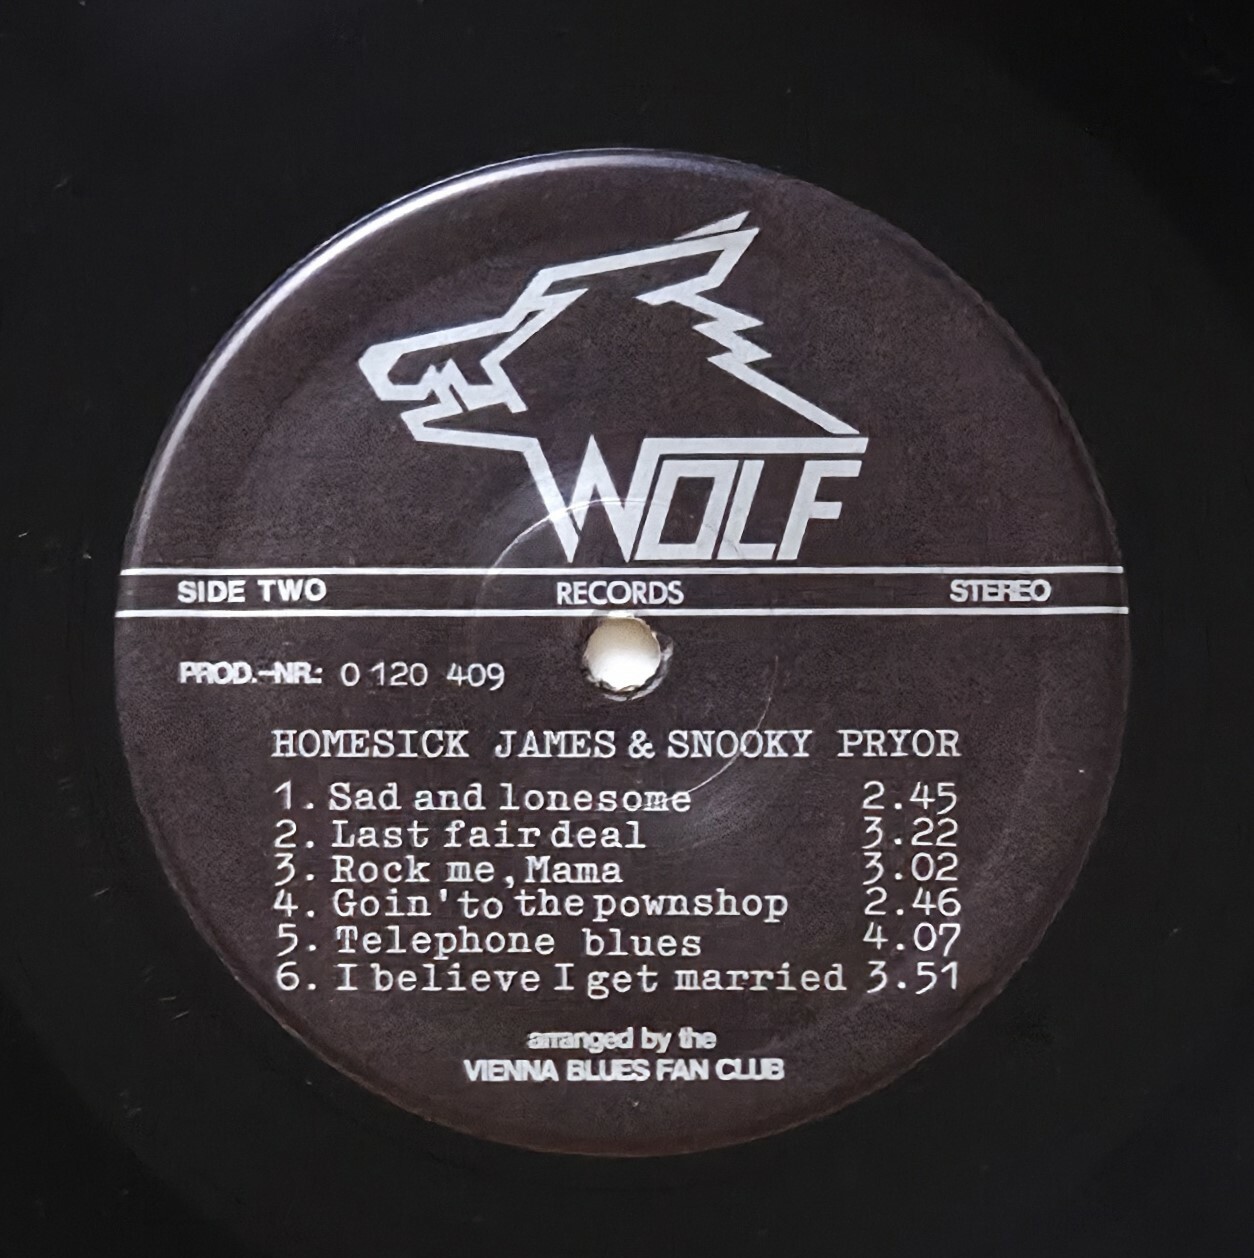 WOLF
SIDE TWO RECORDS STEREO
PROD.-NR.: 0 120 409
HOMESICK JAMES & SNOOKY PRYOR
1. Sad and lonesome 2.45
2. Last fair deal 3.22
3. Rock me, Mama 3.02
4. Goin' to the pownshop 2.46
5. Telephone blues 4.07
6. I believe I get married 3.51
arranged by the
VIENNA BLUES FAN CLUB